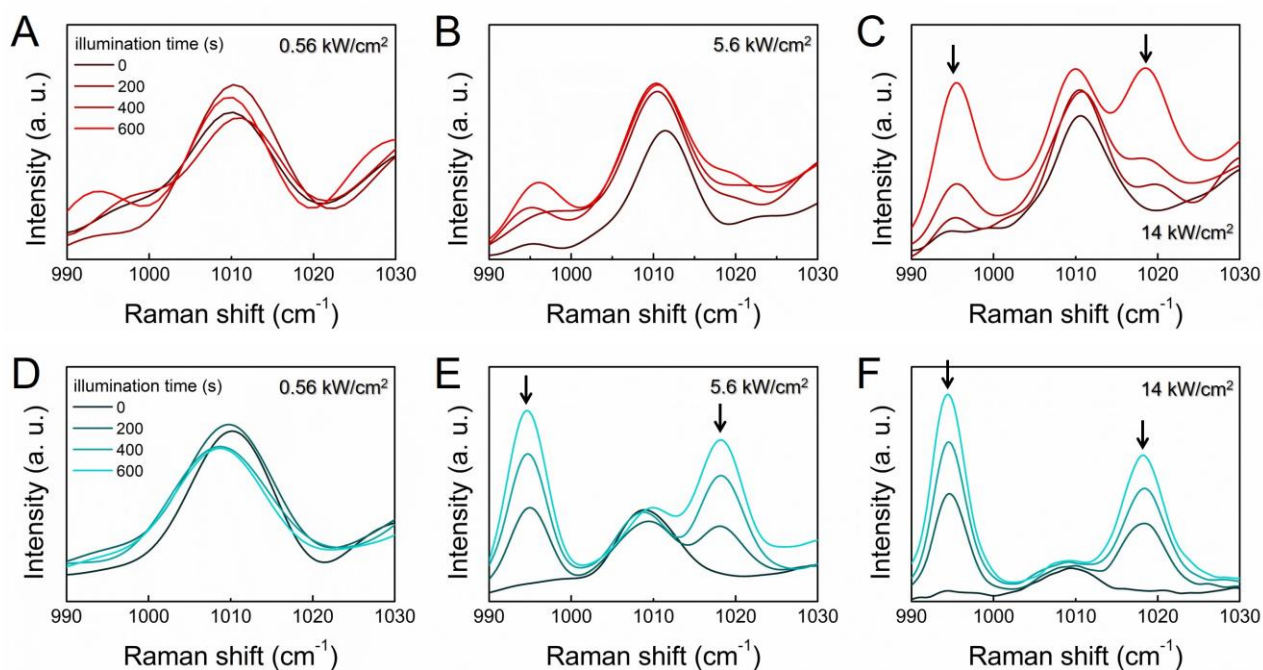 A
illumination time (s)
0
200
400
600
0.56 kW/cm²
Intensity (a. u.)
990 1000 1010 1020 1030
Raman shift (cm⁻¹)
B
5.6 kW/cm²
Intensity (a. u.)
990 1000 1010 1020 1030
Raman shift (cm⁻¹)
C
14 kW/cm²
Intensity (a. u.)
990 1000 1010 1020 1030
Raman shift (cm⁻¹)
D
illumination time (s)
0
200
400
600
0.56 kW/cm²
Intensity (a. u.)
990 1000 1010 1020 1030
Raman shift (cm⁻¹)
E
5.6 kW/cm²
Intensity (a. u.)
990 1000 1010 1020 1030
Raman shift (cm⁻¹)
F
14 kW/cm²
Intensity (a. u.)
990 1000 1010 1020 1030
Raman shift (cm⁻¹)